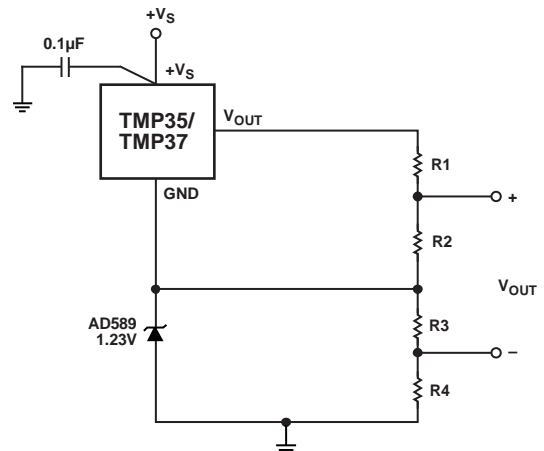 +VS
0.1µF
+VS
TMP35/
TMP37
VOUT
R1
GND
+
R2
VOUT
AD589
1.23V
R3
−
R4